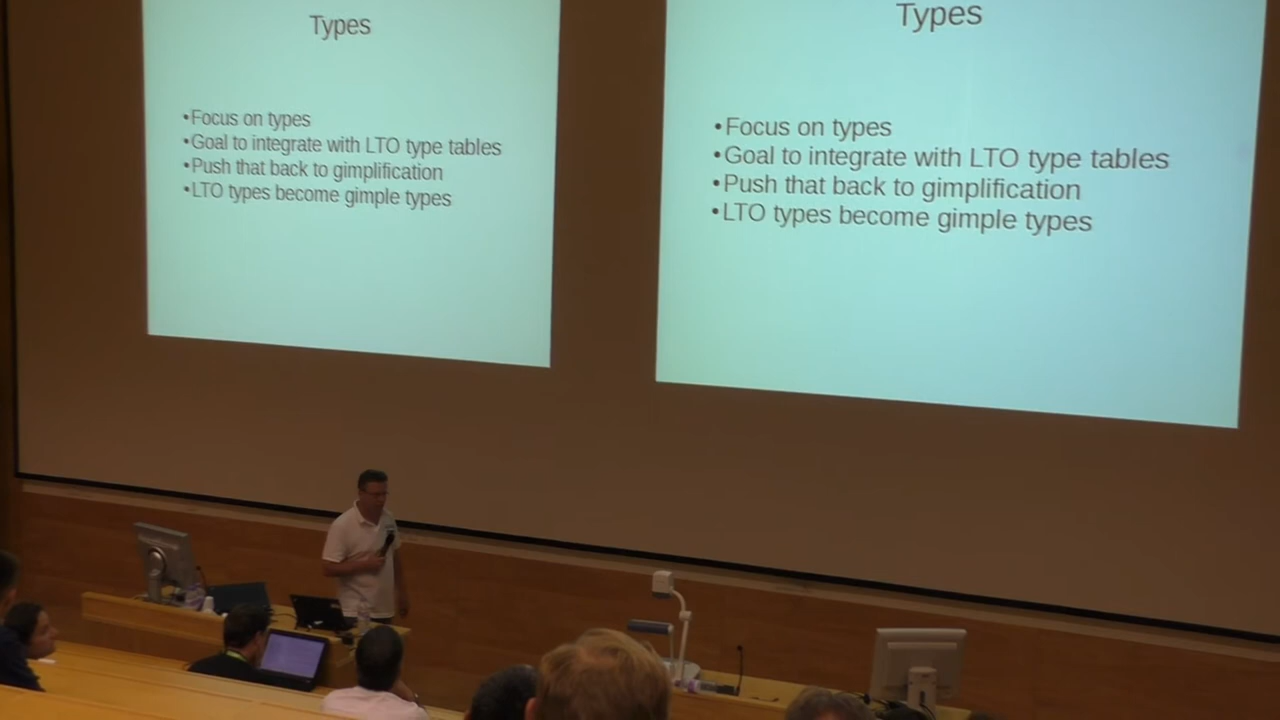 Types
•Focus on types
•Goal to integrate with LTO type tables
•Push that back to gimplification
•LTO types become gimple types
Types
•Focus on types
•Goal to integrate with LTO type tables
•Push that back to gimplification
•LTO types become gimple types